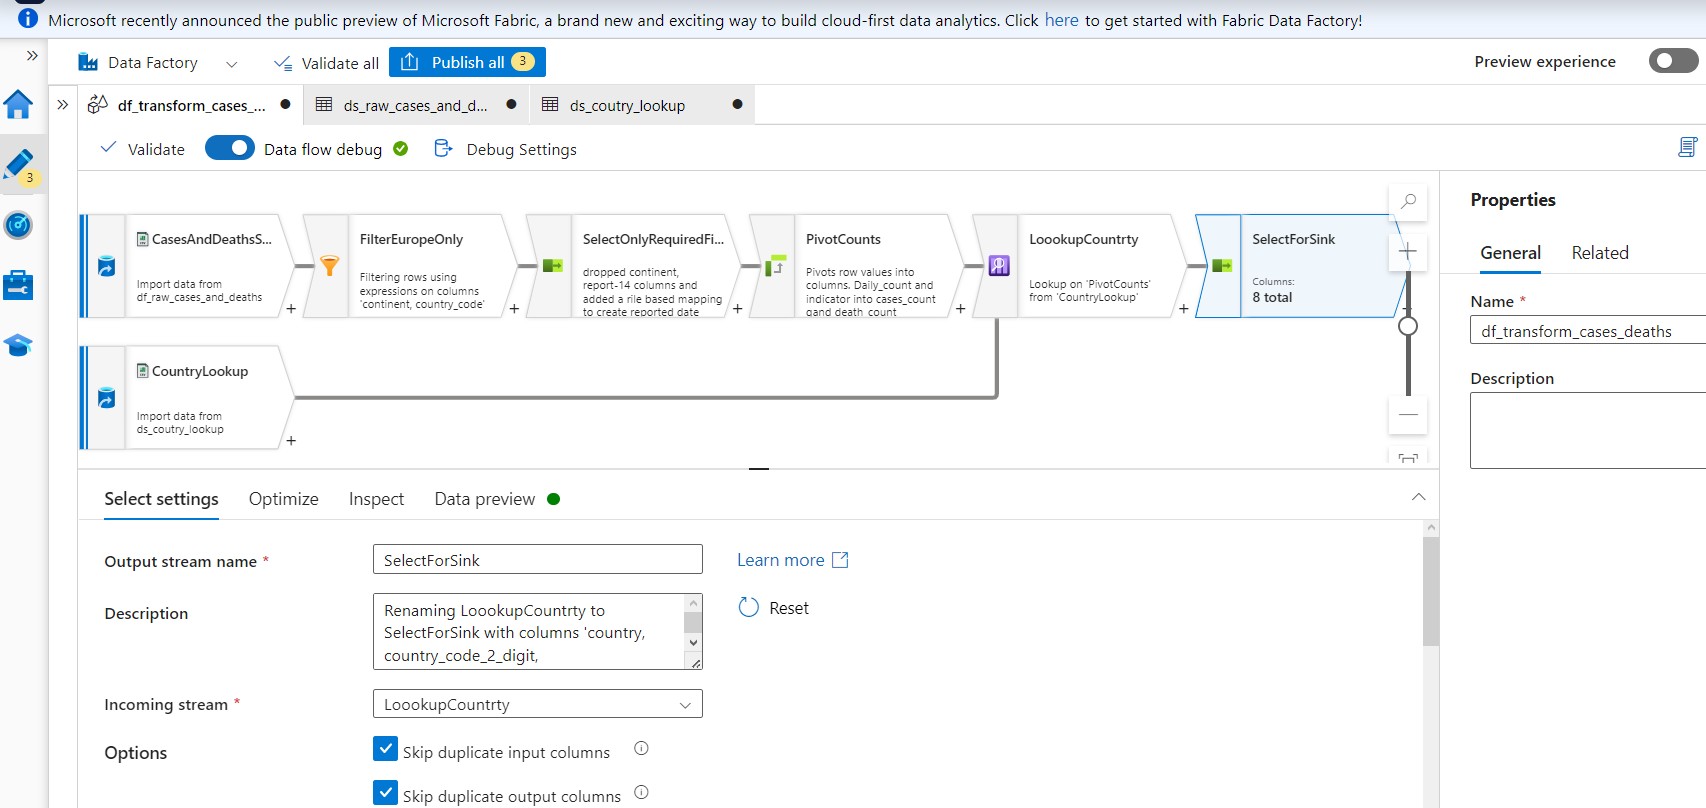 Microsoft recently announced the public preview of Microsoft Fabric, a brand new and exciting way to build cloud-first data analytics. Click here to get started with Fabric Data Factory!
Data Factory
Validate all
Publish all 3
Preview experience
df_transform_cases_...
ds_raw_cases_and_d...
ds_coutry_lookup
3
Validate
Data flow debug
Debug Settings
CasesAndDeathsS...
Import data from
df_raw_cases_and_deaths
+
FilterEuropeOnly
Filtering rows using
expressions on columns
'continent, country_code'
+
SelectOnlyRequiredFi...
dropped continent,
report-14 columns and
added a rile based mapping
to create reported date
+
PivotCounts
Pivots row values into
columns. Daily_count and
indicator into cases_count
qand death_count
+
LoookupCountrty
Lookup on 'PivotCounts'
from 'CountryLookup'
+
SelectForSink
Columns:
8 total
CountryLookup
Import data from
ds_coutry_lookup
+
Properties
General
Related
Name *
df_transform_cases_deaths
Description
Select settings
Optimize
Inspect
Data preview
Output stream name *
SelectForSink
Learn more
Description
Renaming LoookupCountrty to
SelectForSink with columns 'country,
country_code_2_digit,
Reset
Incoming stream *
LoookupCountrty
Options
Skip duplicate input columns
Skip duplicate output columns